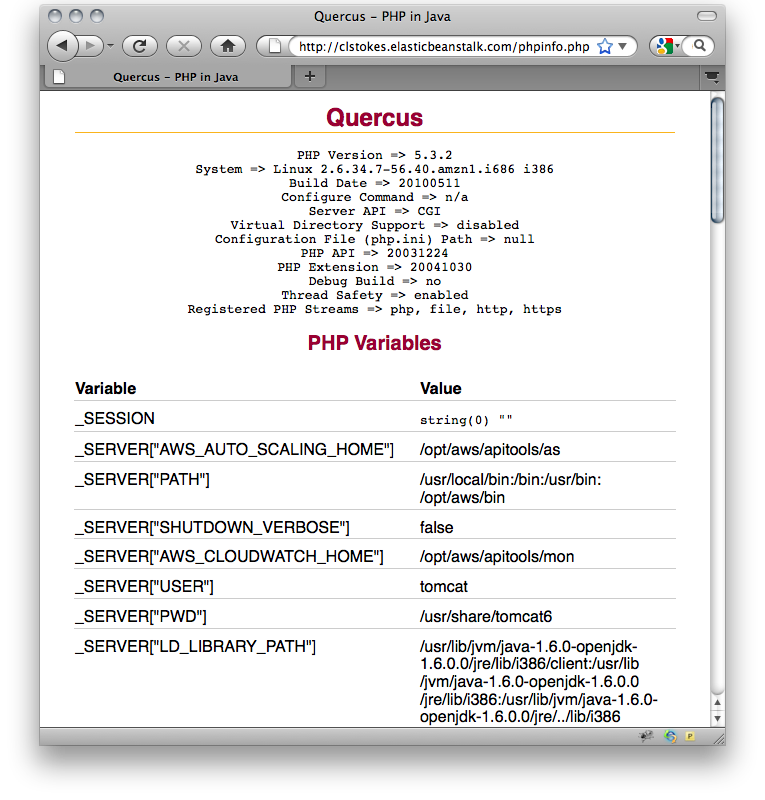 Quercus – PHP in Java
http://clstokes.elasticbeanstalk.com/phpinfo.php
Quercus – PHP in Java
Quercus
PHP Version => 5.3.2
System => Linux 2.6.34.7-56.40.amzn1.i686 i386
Build Date => 20100511
Configure Command => n/a
Server API => CGI
Virtual Directory Support => disabled
Configuration File (php.ini) Path => null
PHP API => 20031224
PHP Extension => 20041030
Debug Build => no
Thread Safety => enabled
Registered PHP Streams => php, file, http, https
PHP Variables
Variable Value
_SESSION string(0) ""
_SERVER["AWS_AUTO_SCALING_HOME"] /opt/aws/apitools/as
_SERVER["PATH"] /usr/local/bin:/bin:/usr/bin:
/opt/aws/bin
_SERVER["SHUTDOWN_VERBOSE"] false
_SERVER["AWS_CLOUDWATCH_HOME"] /opt/aws/apitools/mon
_SERVER["USER"] tomcat
_SERVER["PWD"] /usr/share/tomcat6
_SERVER["LD_LIBRARY_PATH"] /usr/lib/jvm/java-1.6.0-openjdk-
1.6.0.0/jre/lib/i386/client:/usr/lib
/jvm/java-1.6.0-openjdk-1.6.0.0
/jre/lib/i386:/usr/lib/jvm/java-1.6.0-
openjdk-1.6.0.0/jre/../lib/i386